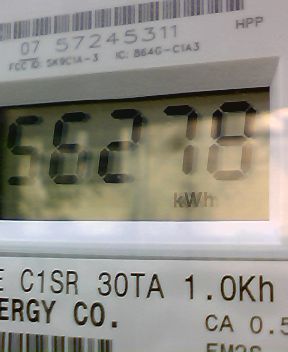 HPP
07 57245311
FCC ID: SK9C1A-3 IC: 864G-C1A3
56278
kWh
C1SR 30TA 1.0Kh
ERGY CO.
CA 0.5